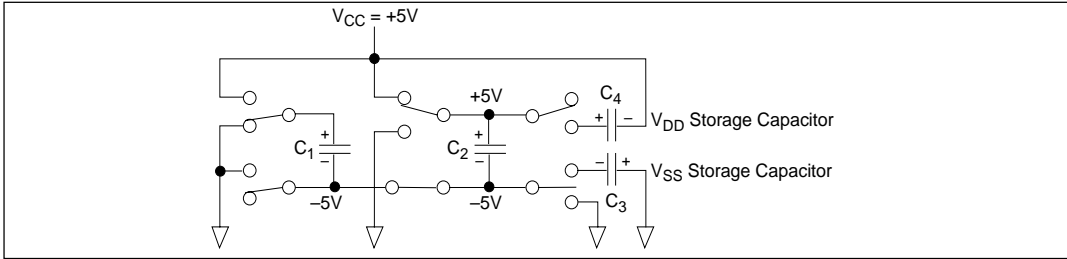 VCC = +5V
+5V
C4
+ –
VDD Storage Capacitor
+
C1
–
+
C2
–
– +
VSS Storage Capacitor
–5V
–5V
C3